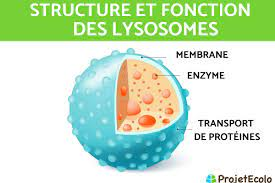 STRUCTURE ET FONCTION
DES LYSOSOMES
MEMBRANE
ENZYME
TRANSPORT
DE PROTÉINES
ProjetEcolo